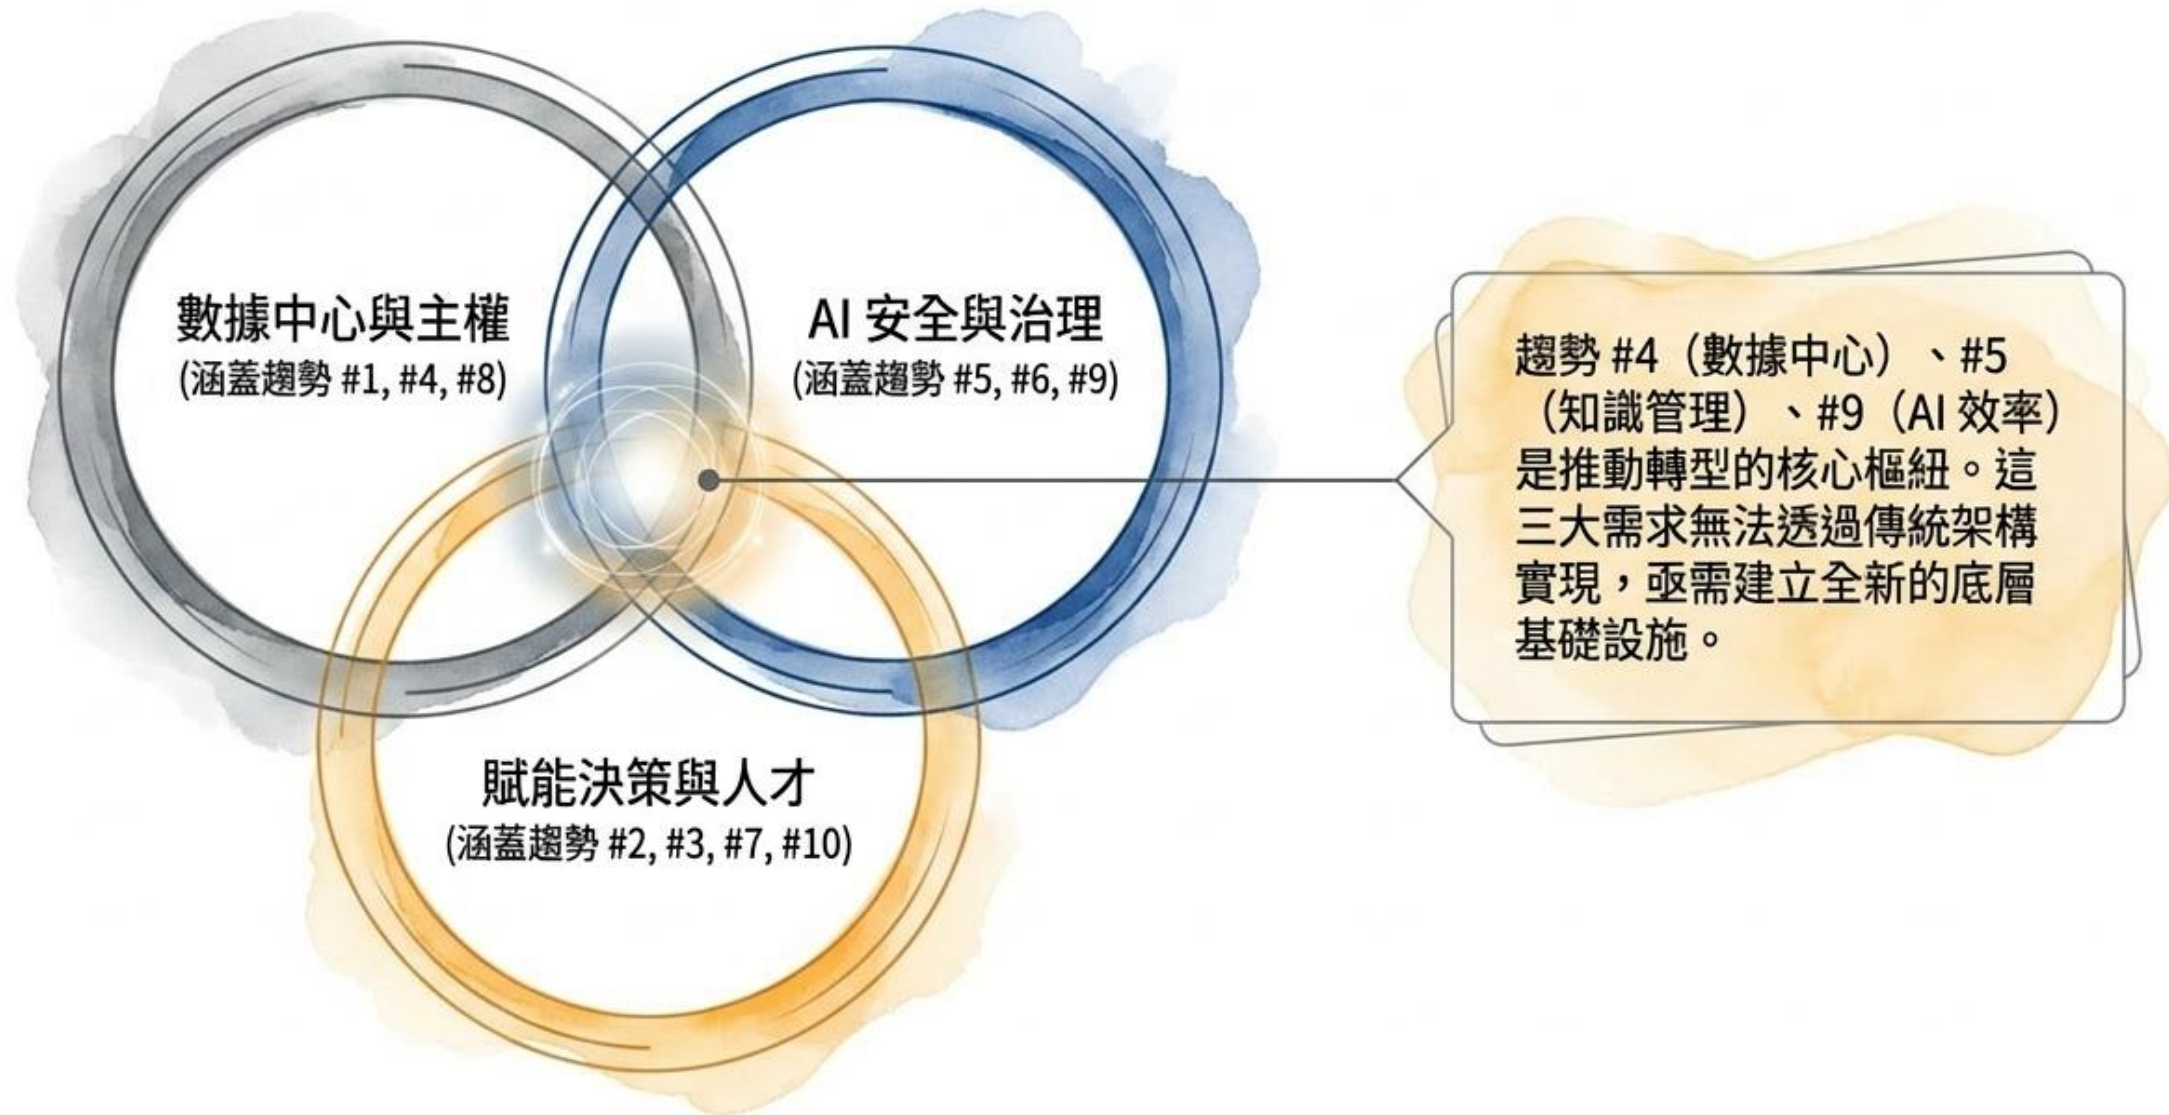 數據中心與主權
(涵蓋趨勢 #1, #4, #8)
AI 安全與治理
(涵蓋趨勢 #5, #6, #9)
賦能決策與人才
(涵蓋趨勢 #2, #3, #7, #10)
趨勢 #4（數據中心）、#5
（知識管理）、#9（AI 效率）
是推動轉型的核心樞紐。這
三大需求無法透過傳統架構
實現，亟需建立全新的底層
基礎設施。